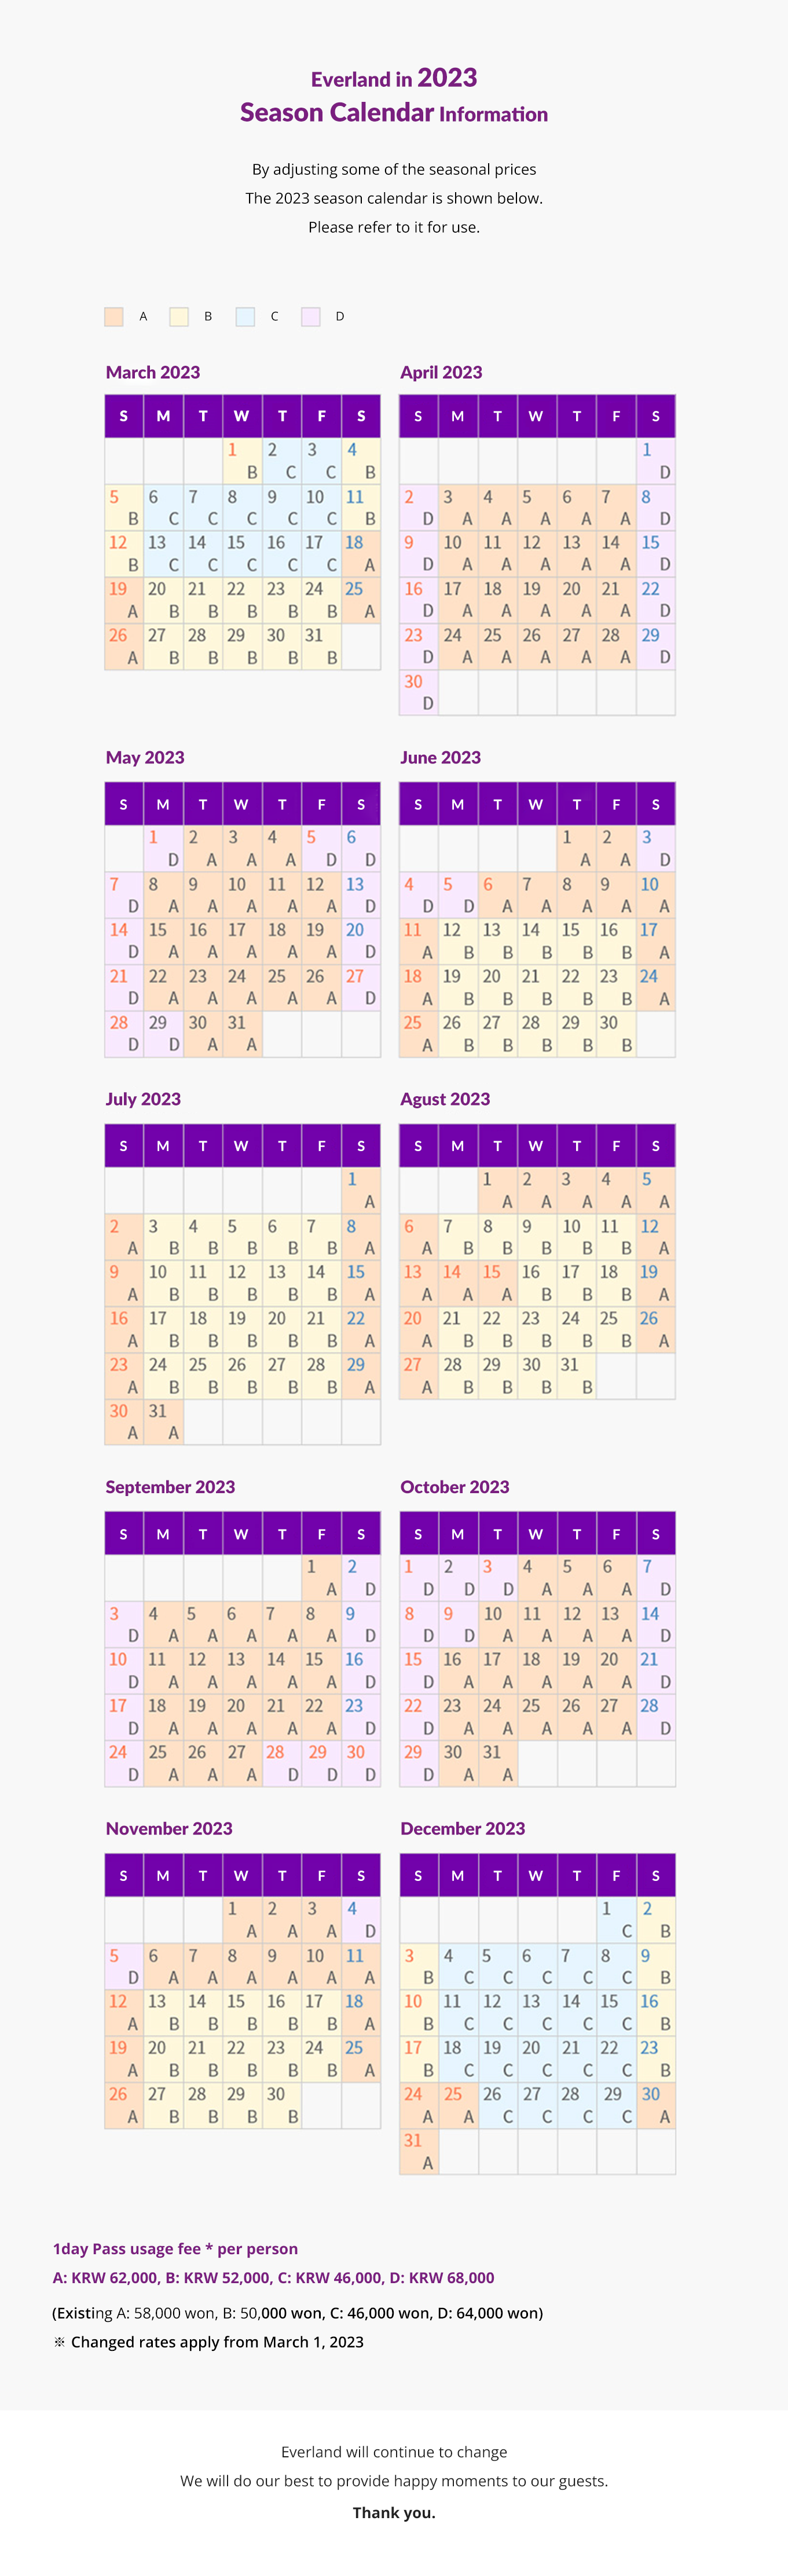 Everland in 2023
Season Calendar Information
By adjusting some of the seasonal prices
The 2023 season calendar is shown below.
Please refer to it for use.
A B C D
March 2023
S M T W T F S
1 2 3 4
B C C B
5 6 7 8 9 10 11
B C C C C C B
12 13 14 15 16 17 18
B C C C C C A
19 20 21 22 23 24 25
A B B B B B A
26 27 28 29 30 31
A B B B B B
April 2023
S M T W T F S
1
D
2 3 4 5 6 7 8
D A A A A A D
9 10 11 12 13 14 15
D A A A A A D
16 17 18 19 20 21 22
D A A A A A D
23 24 25 26 27 28 29
D A A A A A D
30
D
May 2023
S M T W T F S
1 2 3 4 5 6
D A A A D D
7 8 9 10 11 12 13
D A A A A A D
14 15 16 17 18 19 20
D A A A A A D
21 22 23 24 25 26 27
D A A A A A D
28 29 30 31
D D A A
June 2023
S M T W T F S
1 2 3
A A D
4 5 6 7 8 9 10
D D A A A A A
11 12 13 14 15 16 17
A B B B B B A
18 19 20 21 22 23 24
A B B B B B A
25 26 27 28 29 30
A B B B B B
July 2023
S M T W T F S
1
A
2 3 4 5 6 7 8
A B B B B B A
9 10 11 12 13 14 15
A B B B B B A
16 17 18 19 20 21 22
A B B B B B A
23 24 25 26 27 28 29
A B B B B B A
30 31
A A
Agust 2023
S M T W T F S
1 2 3 4 5
A A A A A
6 7 8 9 10 11 12
A B B B B B A
13 14 15 16 17 18 19
A A A B B B A
20 21 22 23 24 25 26
A B B B B B A
27 28 29 30 31
A B B B B
September 2023
S M T W T F S
1 2
A D
3 4 5 6 7 8 9
D A A A A A D
10 11 12 13 14 15 16
D A A A A A D
17 18 19 20 21 22 23
D A A A A A D
24 25 26 27 28 29 30
D A A A D D D
October 2023
S M T W T F S
1 2 3 4 5 6 7
D D D A A A D
8 9 10 11 12 13 14
D D A A A A D
15 16 17 18 19 20 21
D A A A A A D
22 23 24 25 26 27 28
D A A A A A D
29 30 31
D A A
November 2023
S M T W T F S
1 2 3 4
A A A D
5 6 7 8 9 10 11
D A A A A A A
12 13 14 15 16 17 18
A B B B B B A
19 20 21 22 23 24 25
A B B B B B A
26 27 28 29 30
A B B B B
December 2023
S M T W T F S
1 2
C B
3 4 5 6 7 8 9
B C C C C C B
10 11 12 13 14 15 16
B C C C C C B
17 18 19 20 21 22 23
B C C C C C B
24 25 26 27 28 29 30
A A C C C C A
31
A
1day Pass usage fee * per person
A: KRW 62,000, B: KRW 52,000, C: KRW 46,000, D: KRW 68,000
(Existing A: 58,000 won, B: 50,000 won, C: 46,000 won, D: 64,000 won)
※ Changed rates apply from March 1, 2023
Everland will continue to change
We will do our best to provide happy moments to our guests.
Thank you.